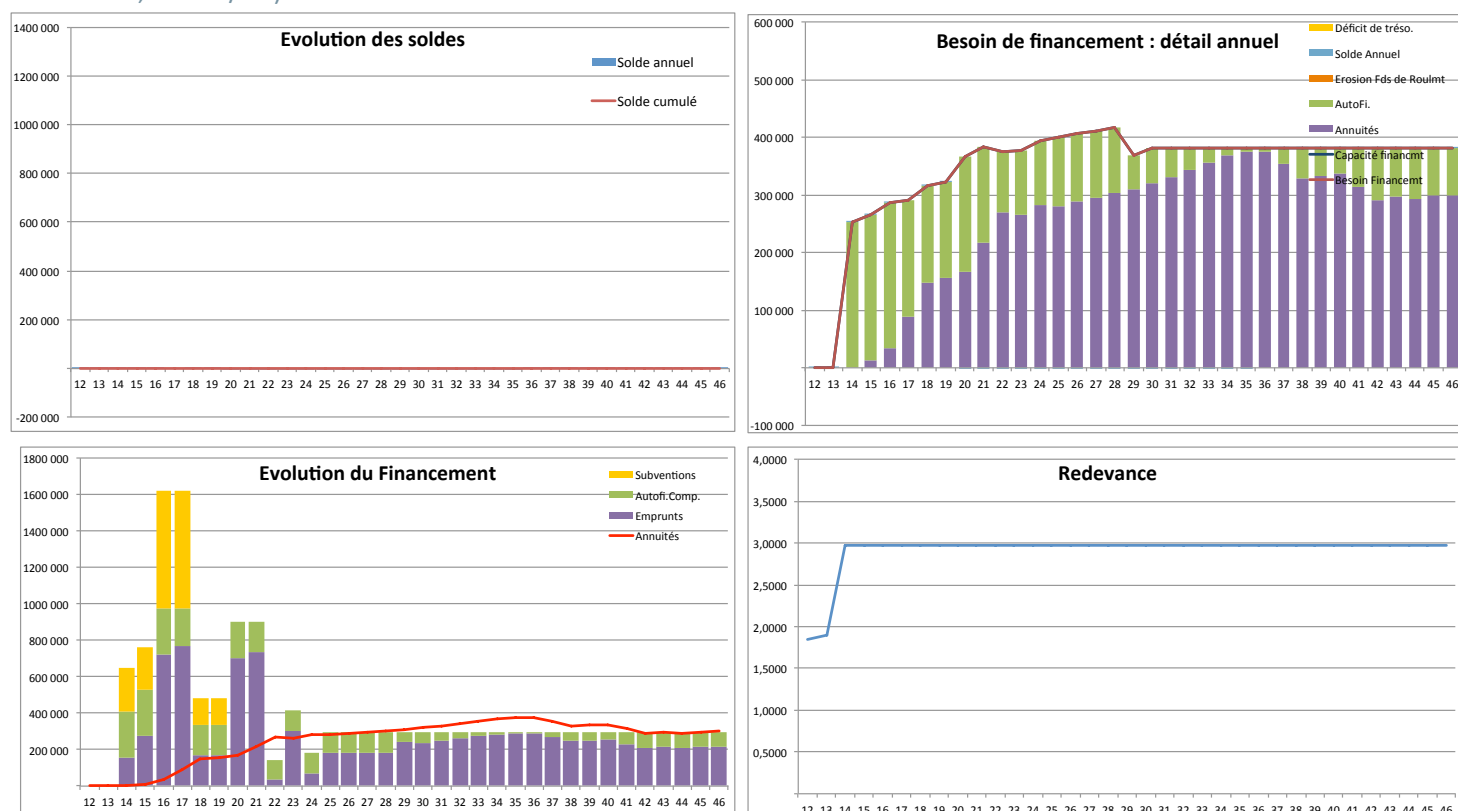 Evolution des soldes
1400 000
1200 000
1000 000
800 000
600 000
400 000
200 000
-200 000
Solde annuel
Solde cumulé
12 13 14 15 16 17 18 19 20 21 22 23 24 25 26 27 28 29 30 31 32 33 34 35 36 37 38 39 40 41 42 43 44 45 46
Besoin de financement : détail annuel
600 000
500 000
400 000
300 000
200 000
100 000
-100 000
Déficit de tréso.
Solde Annuel
Erosion Fds de Roulmt
AutoFi.
Annuités
Capacité financmt
Besoin Financemt
12 13 14 15 16 17 18 19 20 21 22 23 24 25 26 27 28 29 30 31 32 33 34 35 36 37 38 39 40 41 42 43 44 45 46
Evolution du Financement
1800 000
1600 000
1400 000
1200 000
1000 000
800 000
600 000
400 000
200 000
Subventions
Autofi.Comp.
Emprunts
Annuités
12 13 14 15 16 17 18 19 20 21 22 23 24 25 26 27 28 29 30 31 32 33 34 35 36 37 38 39 40 41 42 43 44 45 46
Redevance
4,0000
3,5000
3,0000
2,5000
2,0000
1,5000
1,0000
0,5000
12 13 14 15 16 17 18 19 20 21 22 23 24 25 26 27 28 29 30 31 32 33 34 35 36 37 38 39 40 41 42 43 44 45 46